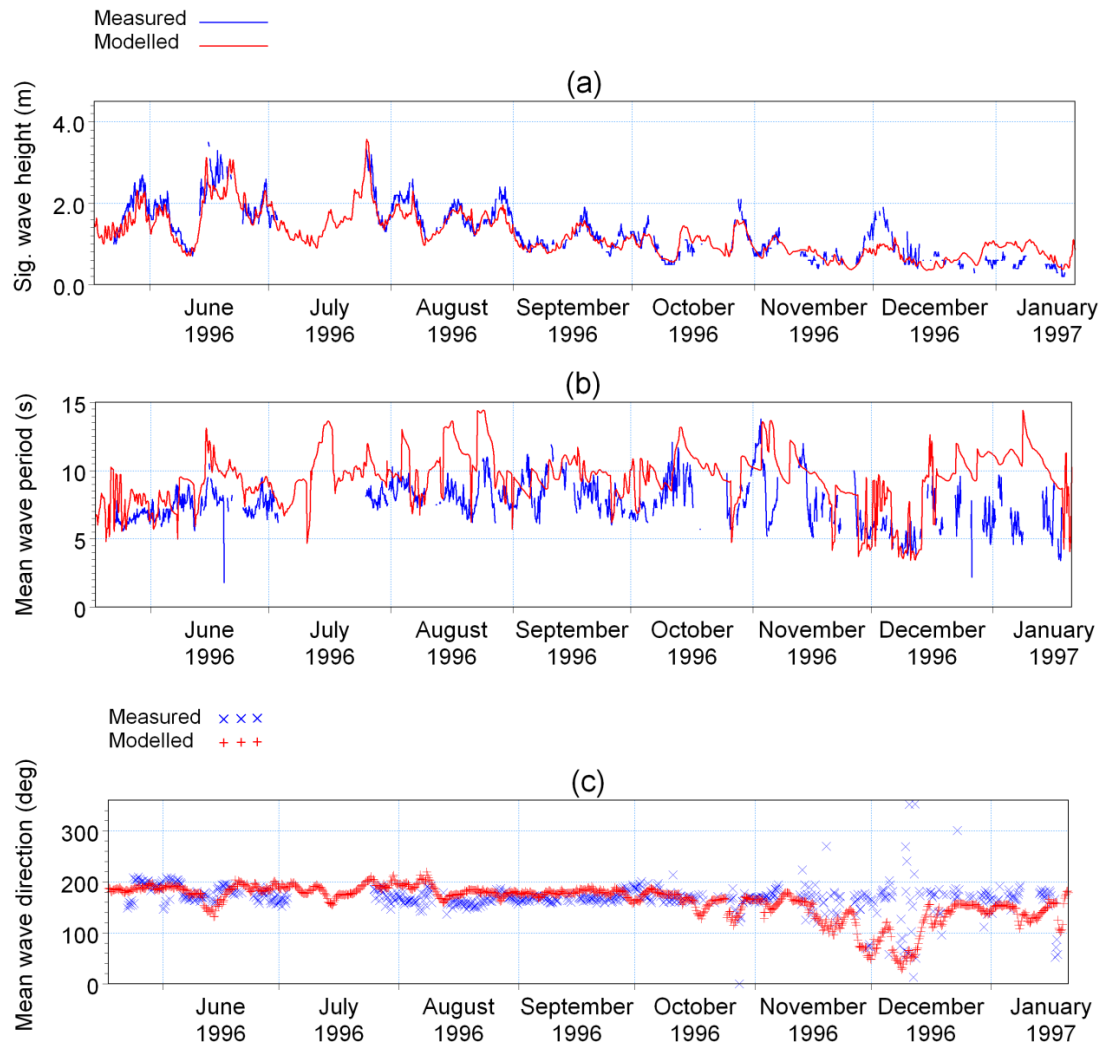 Measured
Modelled
(a)
Sig. wave height (m)
4.0
2.0
0.0
June July August September October November December January
1996 1996 1996 1996 1996 1996 1996 1997
(b)
Mean wave period (s)
15
10
5
0
June July August September October November December January
1996 1996 1996 1996 1996 1996 1996 1997
Measured
Modelled
(c)
Mean wave direction (deg)
300
200
100
0
June July August September October November December January
1996 1996 1996 1996 1996 1996 1996 1997